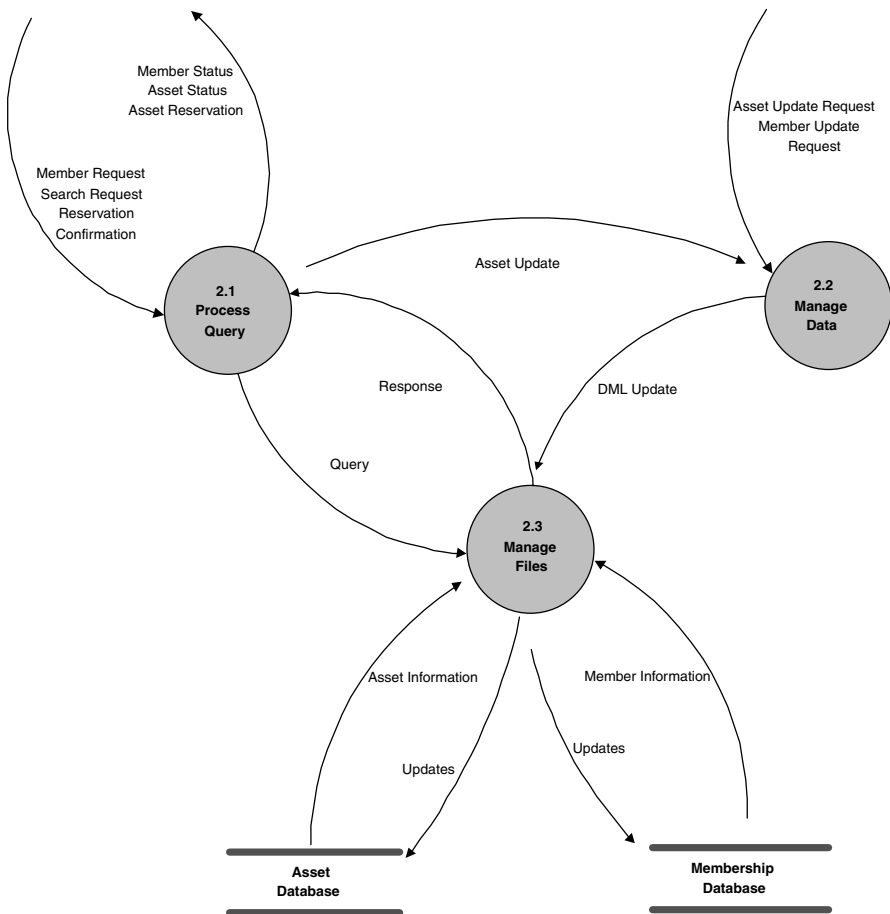 Member Status
Asset Status
Asset Reservation
Asset Update Request
Member Update
Request
Member Request
Search Request
Reservation
Confirmation
Asset Update
2.1
Process
Query
2.2
Manage
Data
Response
DML Update
Query
2.3
Manage
Files
Asset Information
Member Information
Updates
Updates
Asset
Database
Membership
Database